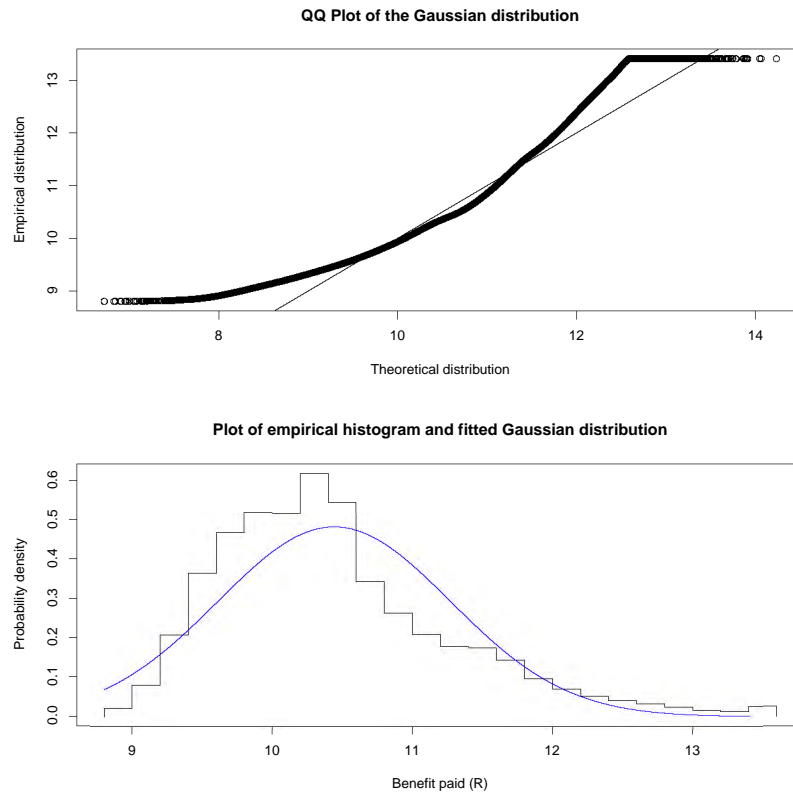 QQ Plot of the Gaussian distribution
Empirical distribution
13
12
11
10
9
8 10 12 14
Theoretical distribution
Plot of empirical histogram and fitted Gaussian distribution
Probability density
0.6
0.5
0.4
0.3
0.2
0.1
0.0
9 10 11 12 13
Benefit paid (R)